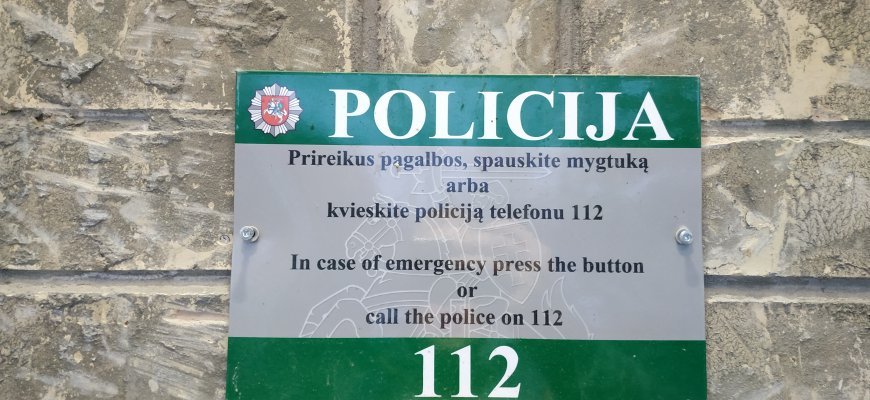 POLICIJA
Prireikus pagalbos, spauskite mygtuką
arba
kvieskite policiją telefonu 112
In case of emergency press the button
or
call the police on 112
112